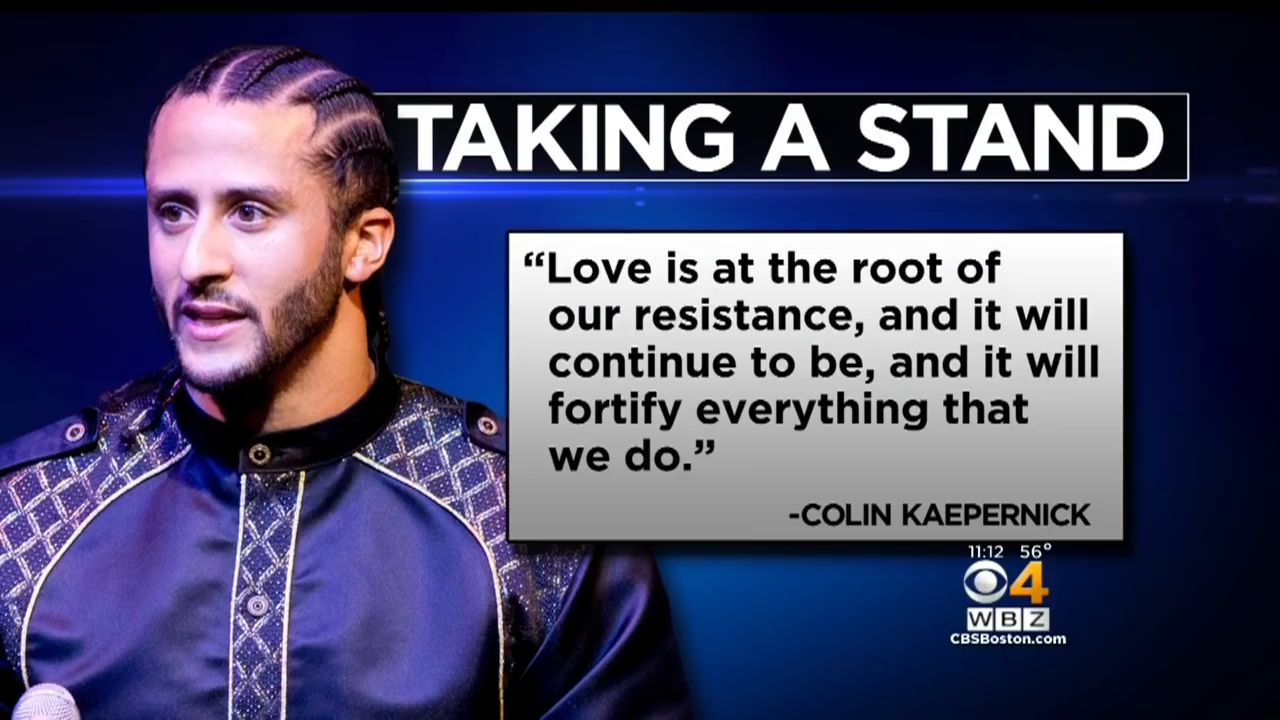 TAKING A STAND
“Love is at the root of
our resistance, and it will
continue to be, and it will
fortify everything that
we do.”
-COLIN KAEPERNICK
11:12 56°
4
WBZ
CBSBoston.com